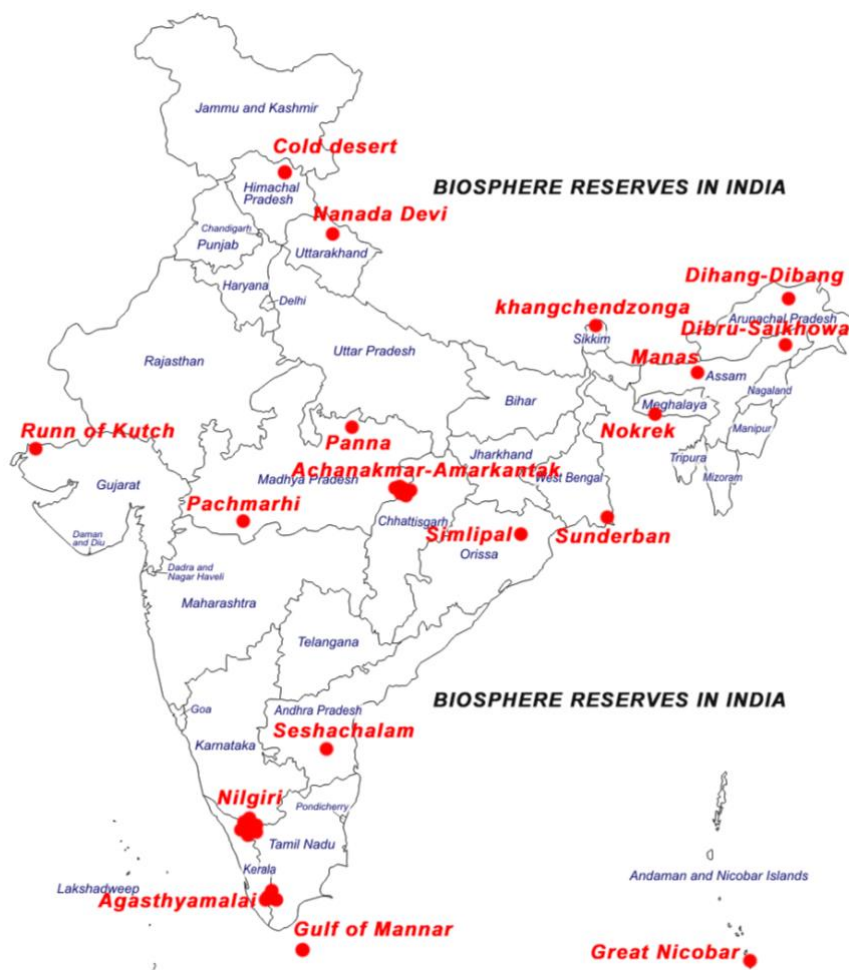 Jammu and Kashmir
Cold desert
Himachal
Pradesh
BIOSPHERE RESERVES IN INDIA
Nanada Devi
Chandigarh
Punjab
Uttarakhand
Haryana
Delhi
Dihang-Dibang
khangchendzonga
Arunachal Pradesh
Dibru-Saikhowa
Sikkim
Uttar Pradesh
Rajasthan
Manas
Assam
Nagaland
Bihar
Meghalaya
Runn of Kutch
Panna
Nokrek
Manipur
Jharkhand
Tripura
Achanakmar-Amarkantak
Madhya Pradesh
West Bengal
Mizoram
Gujarat
Pachmarhi
Chhattisgarh
Simlipal
Sunderban
Daman
and Diu
Orissa
Dadra and
Nagar Haveli
Maharashtra
Telangana
BIOSPHERE RESERVES IN INDIA
Goa
Andhra Pradesh
Seshachalam
Karnataka
Nilgiri
Pondicherry
Tamil Nadu
Kerala
Andaman and Nicobar Islands
Lakshadweep
Agasthyamalai
Gulf of Mannar
Great Nicobar